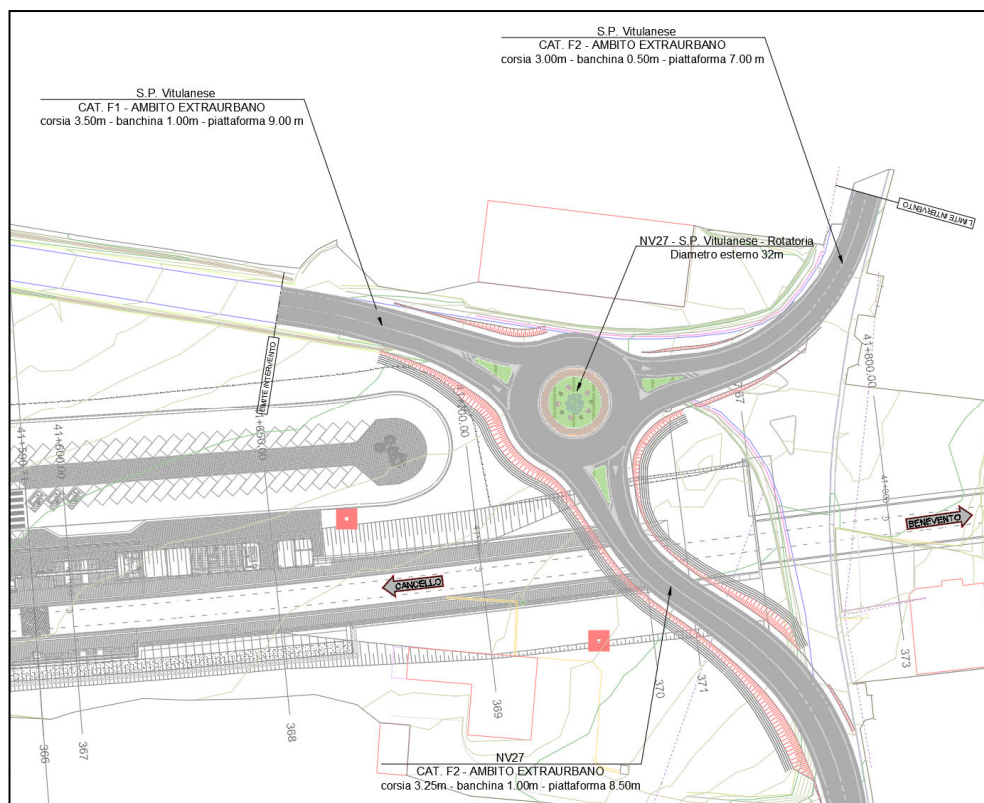 S.P. Vitulanese
CAT. F2 - AMBITO EXTRAURBANO
corsia 3.00m - banchina 0.50m - piattaforma 7.00 m
S.P. Vitulanese
CAT. F1 - AMBITO EXTRAURBANO
corsia 3.50m - banchina 1.00m - piattaforma 9.00 m
LIMITE INTERVENTO
NV27 - S.P. Vitulanese - Rotatoria
Diametro esterno 32m
LIMITE INTERVENTO
41+800.00
41+600.00
BENEVENTO
CANCELLO
366
367
368
369
370
371
373
NV27
CAT. F2 - AMBITO EXTRAURBANO
corsia 3.25m - banchina 1.00m - piattaforma 8.50m